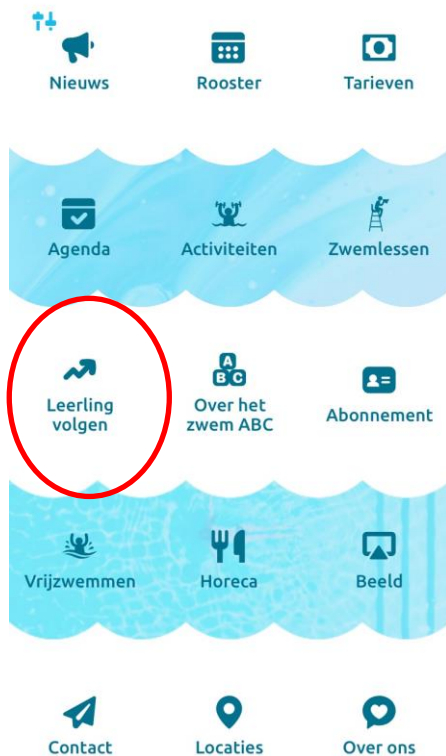 Nieuws
Rooster
Tarieven
Agenda
Activiteiten
Zwemlessen
Leerling
volgen
A
B C
Over het
zwem ABC
Abonnement
Vrijzwemmen
Horeca
Beeld
Contact
Locaties
Over ons